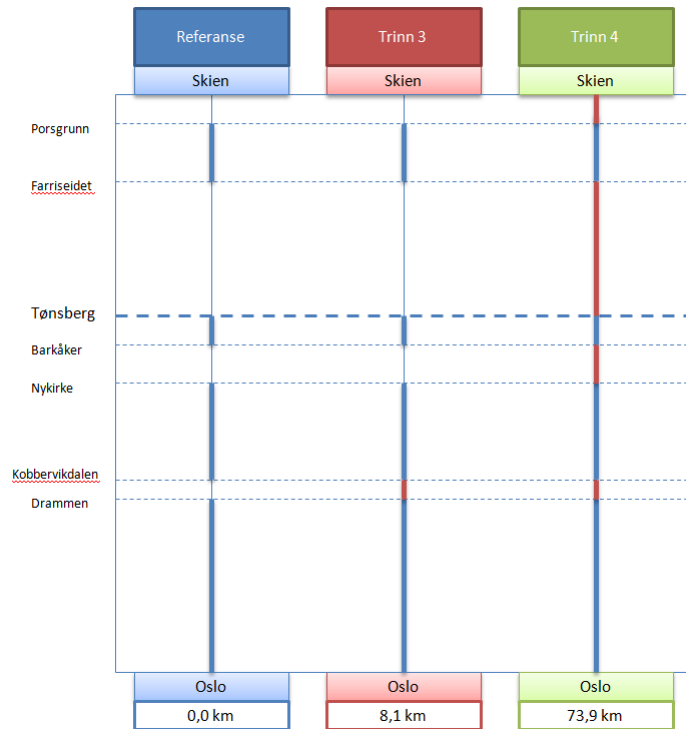 Referanse
Trinn 3
Trinn 4
Skien
Skien
Skien
Porsgrunn
Farriseidet
Tønsberg
Barkåker
Nykirke
Kobbervikdalen
Drammen
Oslo
Oslo
Oslo
0,0 km
8,1 km
73,9 km